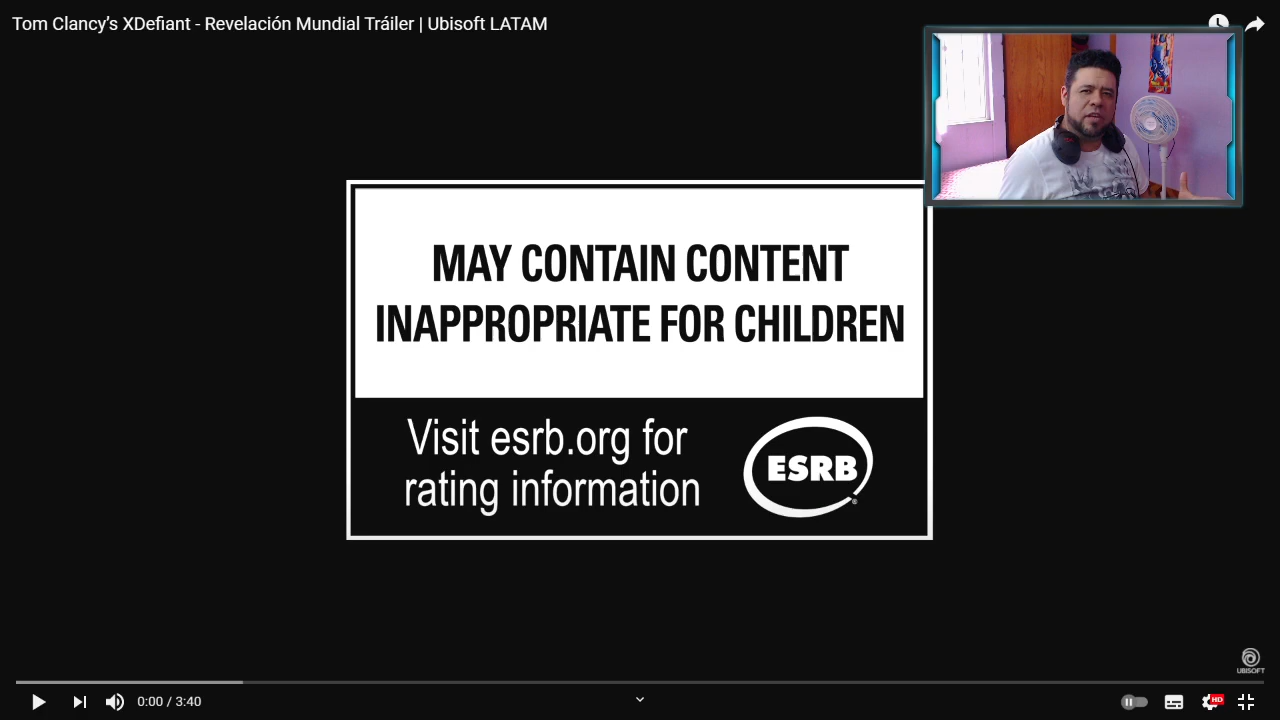 Tom Clancy's XDefiant - Revelación Mundial Tráiler | Ubisoft LATAM
MAY CONTAIN CONTENT
INAPPROPRIATE FOR CHILDREN
Visit esrb.org for
rating information
ESRB
®
UBISOFT
0:00 / 3:40
HD